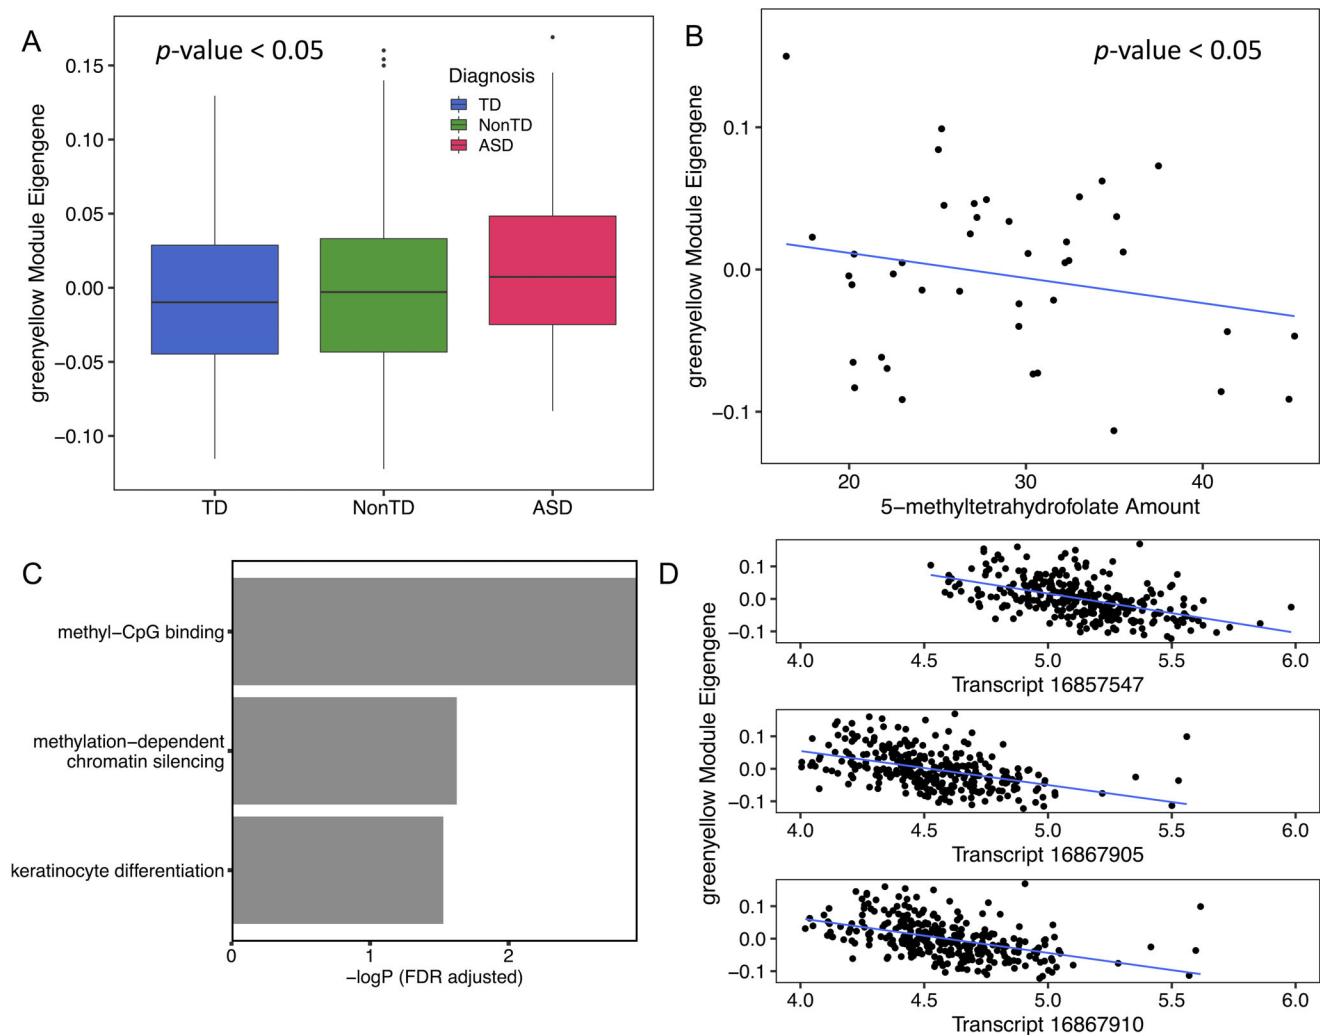 A
p-value < 0.05
greenyellow Module Eigengene
0.15
0.10
0.05
0.00
−0.05
−0.10
Diagnosis
TD
NonTD
ASD
TD NonTD ASD
B
p-value < 0.05
greenyellow Module Eigengene
0.1
0.0
−0.1
20 30 40
5−methyltetrahydrofolate Amount
C
methyl−CpG binding
methylation−dependent
chromatin silencing
keratinocyte differentiation
0 1 2
−logP (FDR adjusted)
D
greenyellow Module Eigengene
0.1
0.0
−0.1
4.0 4.5 5.0 5.5 6.0
Transcript 16857547
0.1
0.0
−0.1
4.0 4.5 5.0 5.5 6.0
Transcript 16867905
0.1
0.0
−0.1
4.0 4.5 5.0 5.5 6.0
Transcript 16867910